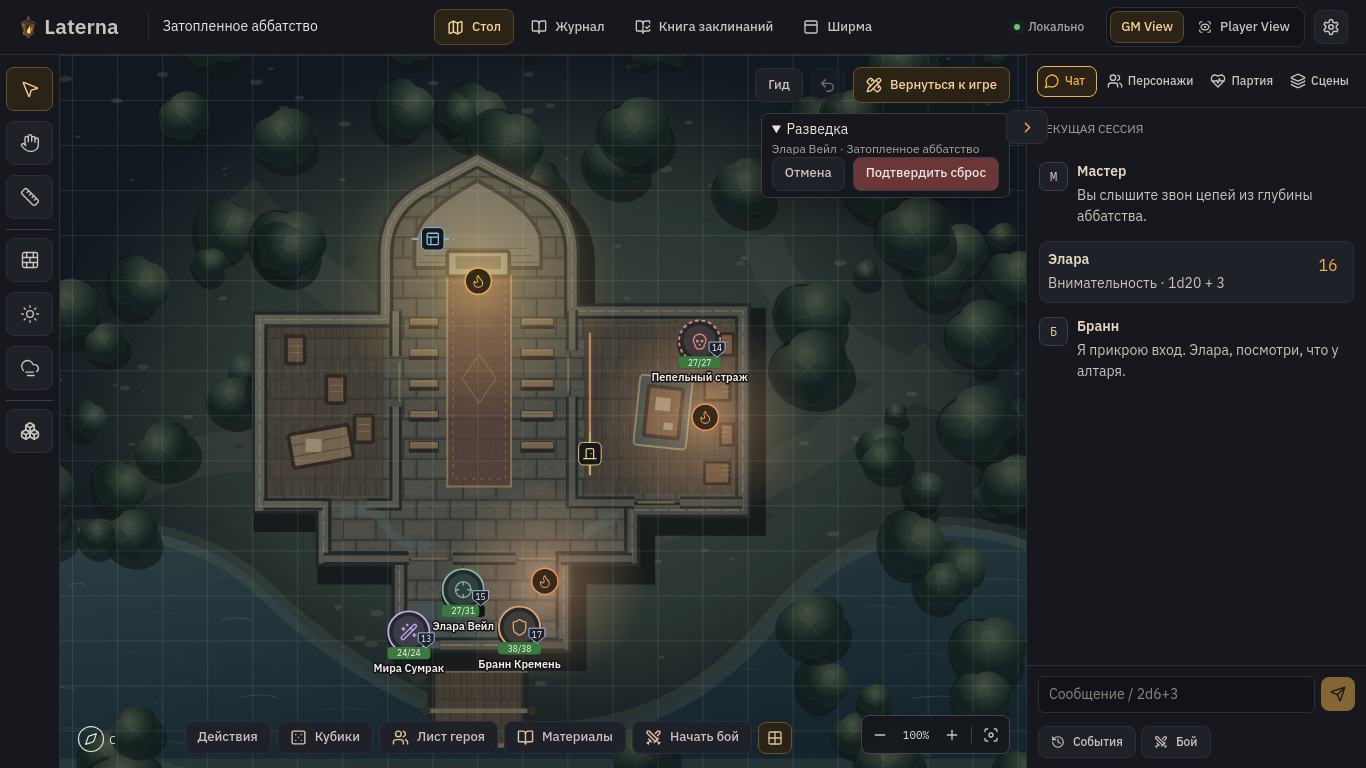 Laterna
Затопленное аббатство
Стол
Журнал
Книга заклинаний
Ширма
Локально
GM View
Player View
Гид
Вернуться к игре
Чат
Персонажи
Партия
Сцены
Разведка
Элара Вейл · Затопленное аббатство
Отмена
Подтвердить сброс
ЕКУЩАЯ СЕССИЯ
М
Мастер
Вы слышите звон цепей из глубины
аббатства.
Элара
16
Внимательность · 1d20 + 3
Б
Бранн
Я прикрою вход. Элара, посмотри, что у
алтаря.
14
27/27
Пепельный страж
15
27/31
Элара Вейл
13
24/24
Мира Сумрак
17
38/38
Бранн Кремень
С
Действия
Кубики
Лист героя
Материалы
Начать бой
100%
Сообщение / 2d6+3
События
Бой